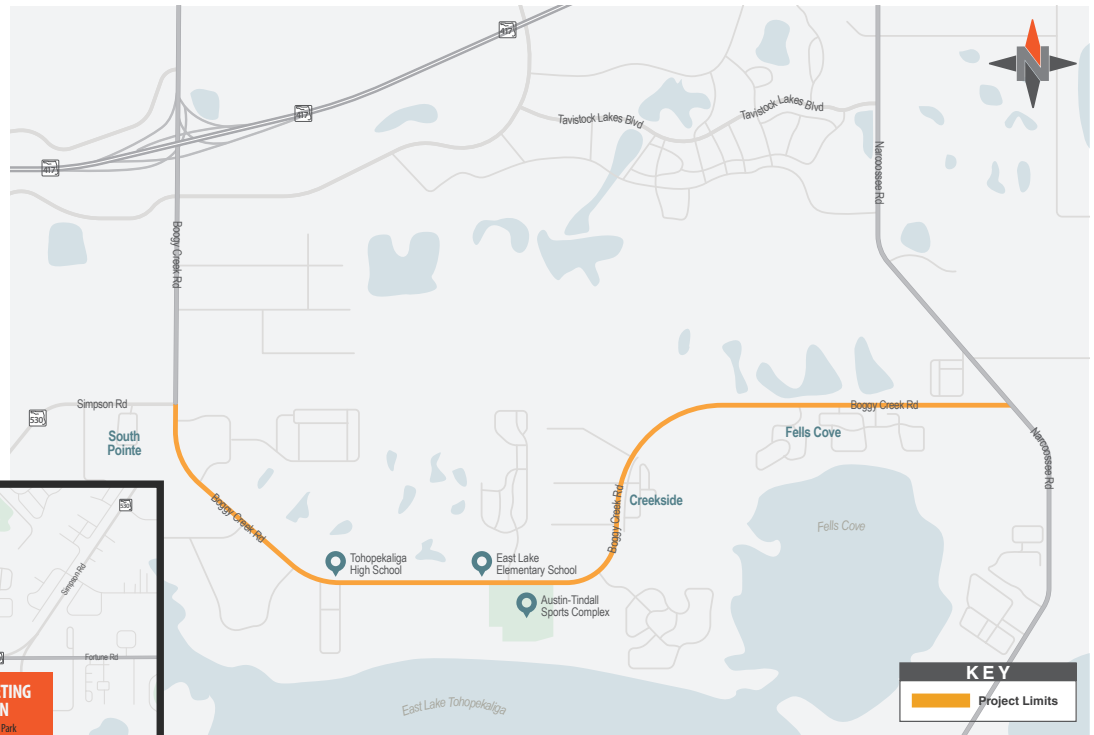 417
417
417
Tavistock Lakes Blvd
Tavistock Lakes Blvd
N
Narcoossee Rd
Boggy Creek Rd
Simpson Rd
530
South
Pointe
Boggy Creek Rd
Fells Cove
Narcoossee Rd
Boggy Creek Rd
Creekside
Boggy Creek Rd
Fells Cove
Tohopekaliga
High School
East Lake
Elementary School
Austin-Tindall
Sports Complex
East Lake Tohopekaliga
530
Simpson Rd
Fortune Rd
TING
N
Park
KEY
Project Limits